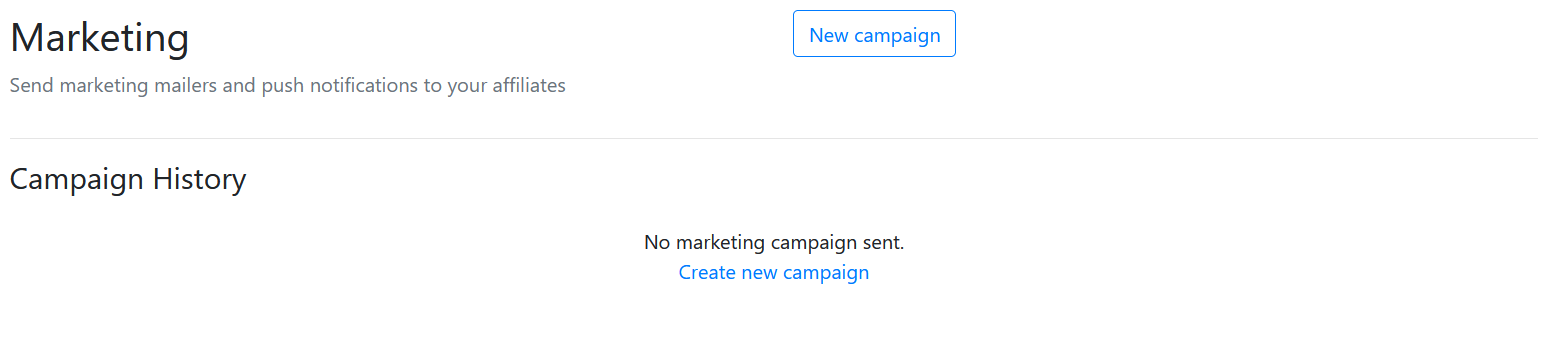 Marketing
New campaign
Send marketing mailers and push notifications to your affiliates
Campaign History
No marketing campaign sent.
Create new campaign